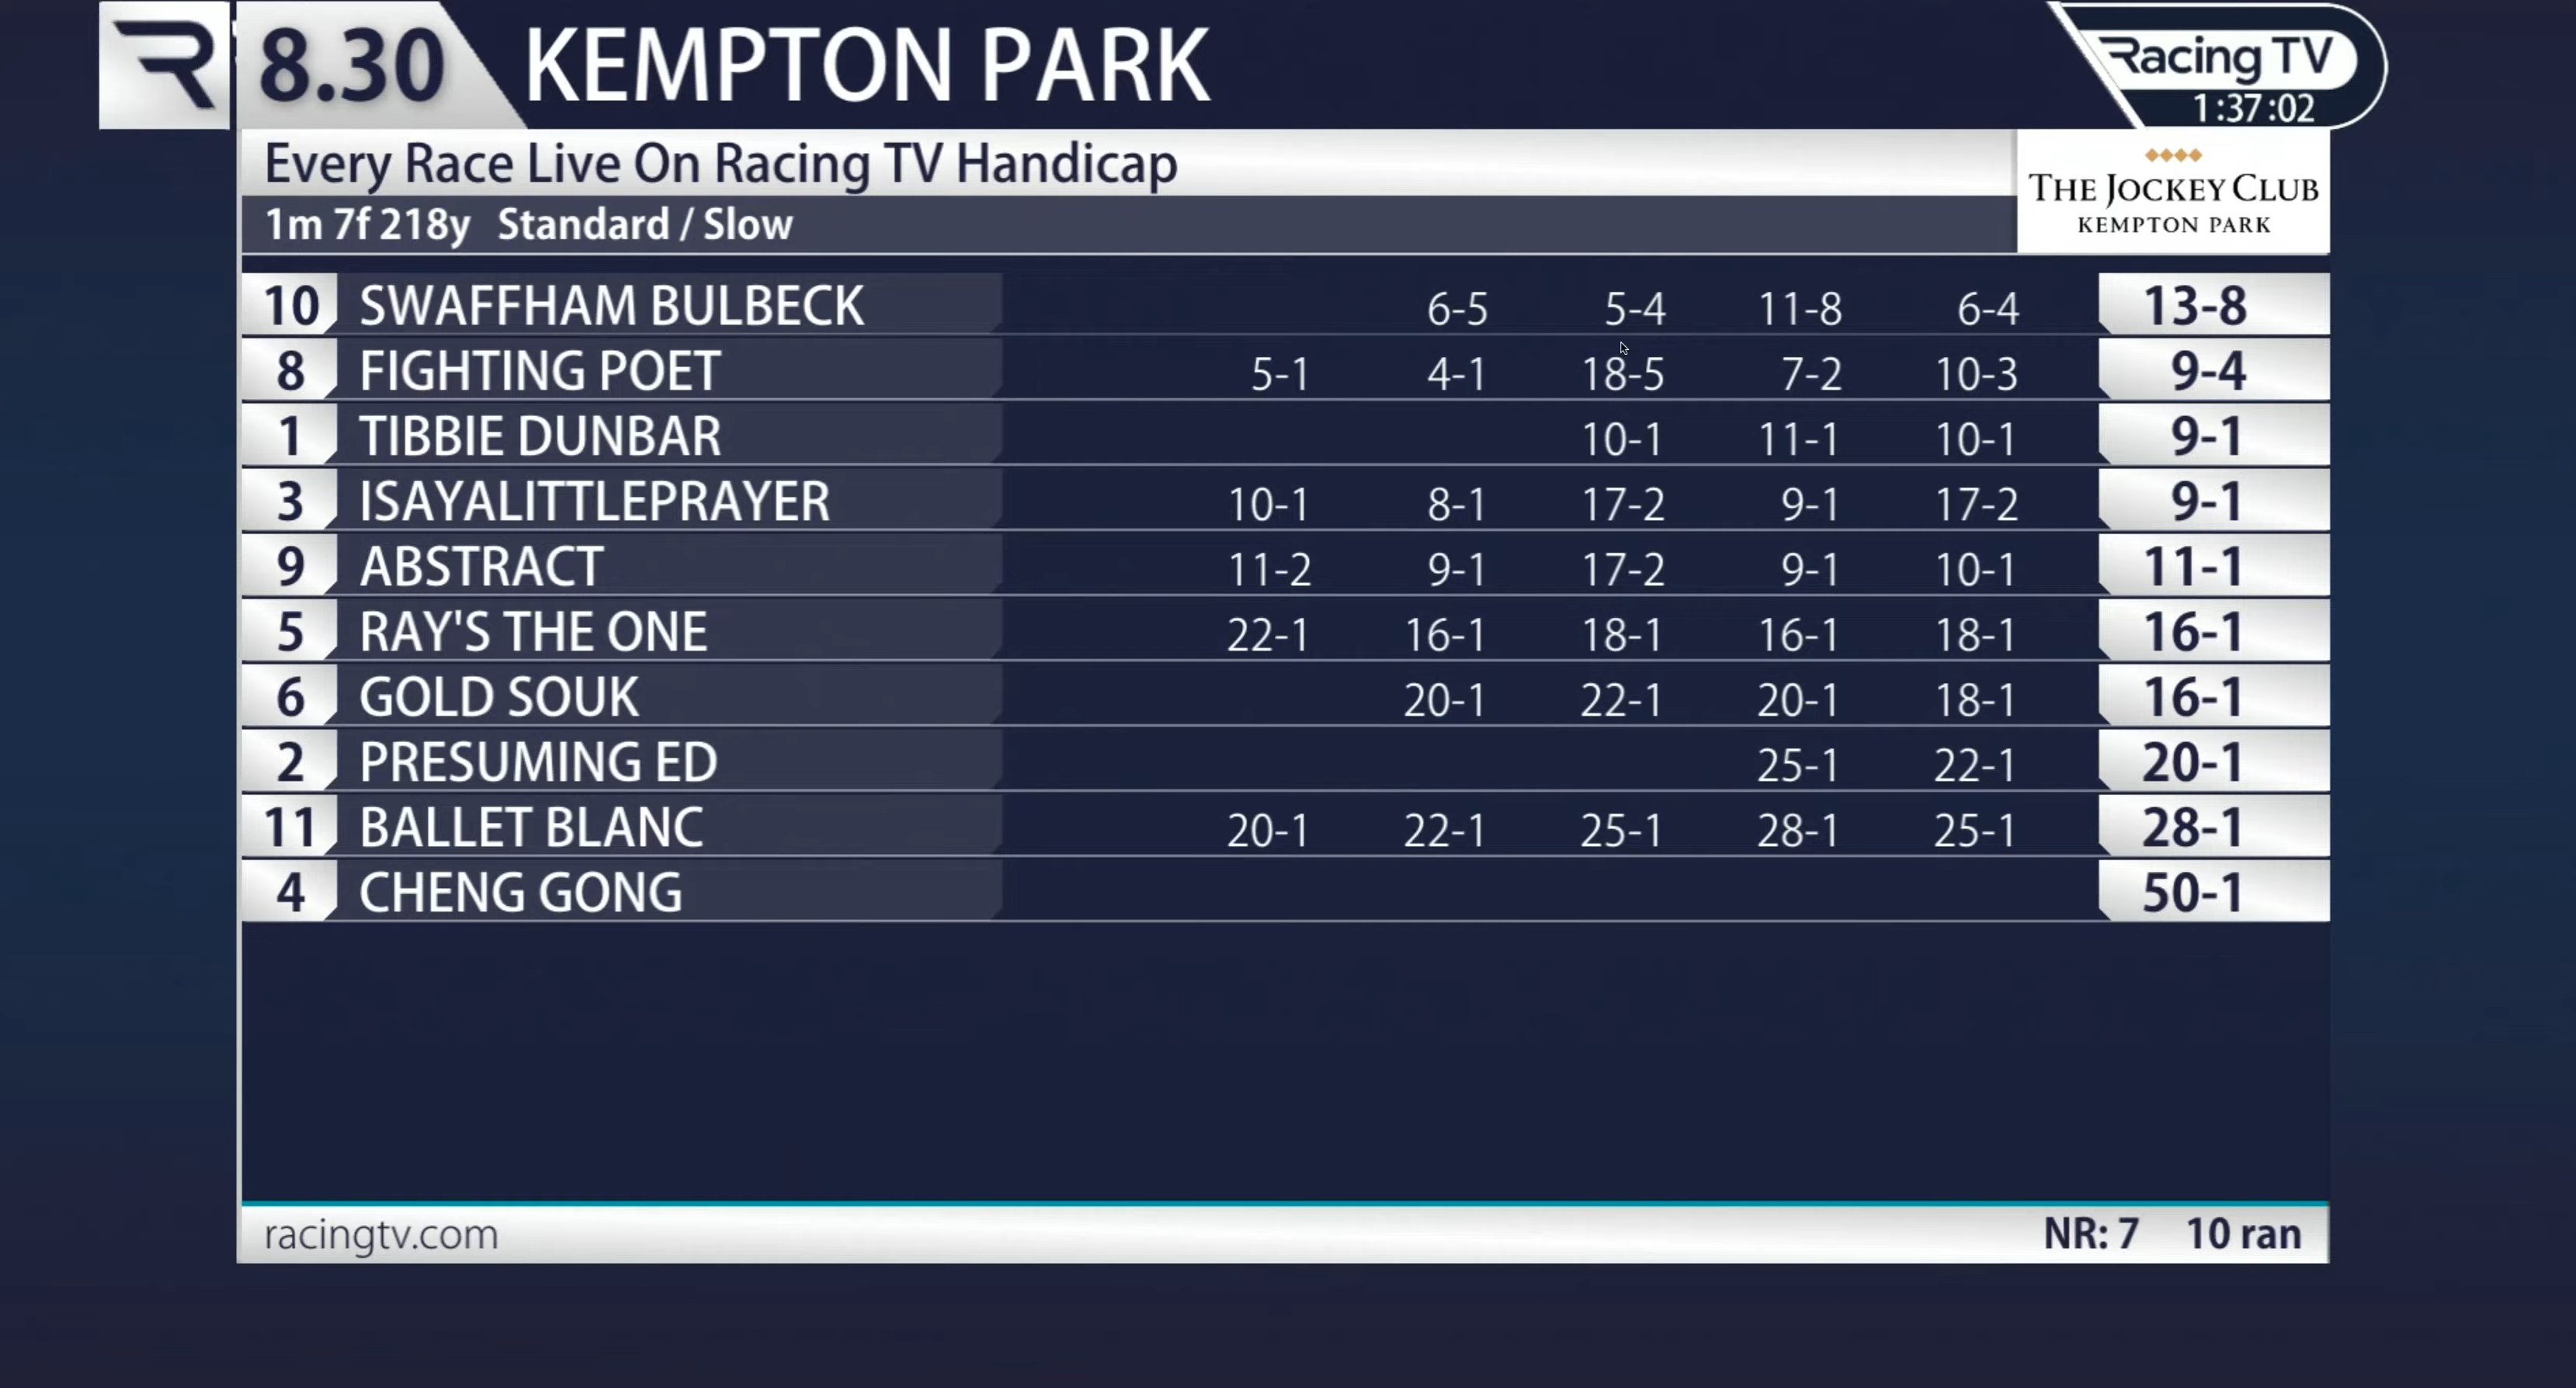 8.30 KEMPTON PARK
Racing TV
1:37:02
Every Race Live On Racing TV Handicap
THE JOCKEY CLUB
KEMPTON PARK
1m 7f 218y Standard / Slow
10 SWAFFHAM BULBECK 6-5 5-4 11-8 6-4 13-8
8 FIGHTING POET 5-1 4-1 18-5 7-2 10-3 9-4
1 TIBBIE DUNBAR 10-1 11-1 10-1 9-1
3 ISAYALITTLEPRAYER 10-1 8-1 17-2 9-1 17-2 9-1
9 ABSTRACT 11-2 9-1 17-2 9-1 10-1 11-1
5 RAY'S THE ONE 22-1 16-1 18-1 16-1 18-1 16-1
6 GOLD SOUK 20-1 22-1 20-1 18-1 16-1
2 PRESUMING ED 25-1 22-1 20-1
11 BALLET BLANC 20-1 22-1 25-1 28-1 25-1 28-1
4 CHENG GONG 50-1
racingtv.com NR: 7 10 ran